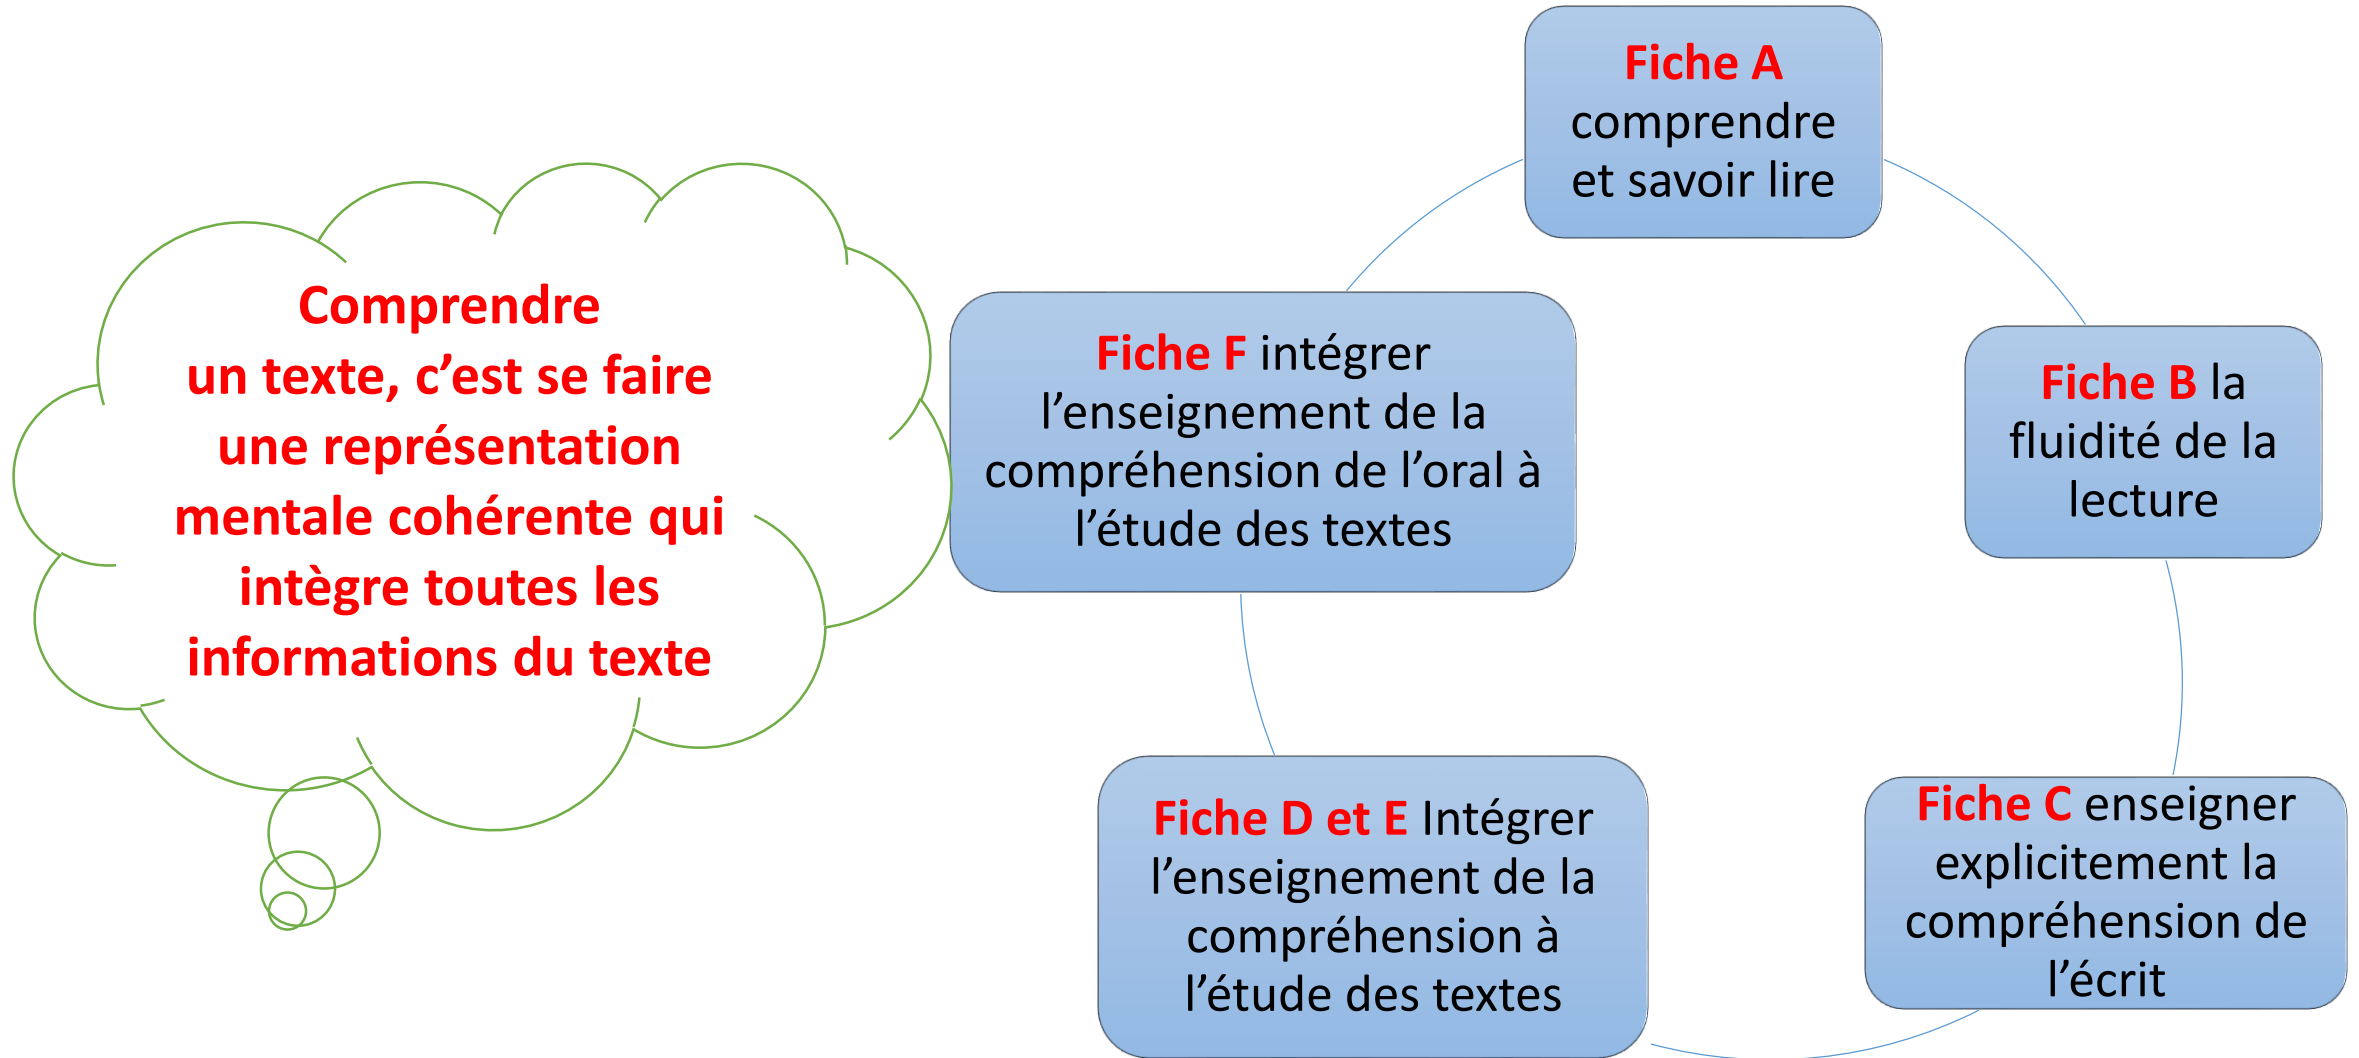 Comprendre
un texte, c’est se faire
une représentation
mentale cohérente qui
intègre toutes les
informations du texte
Fiche A
comprendre
et savoir lire
Fiche B la
fluidité de la
lecture
Fiche C enseigner
explicitement la
compréhension de
l’écrit
Fiche D et E Intégrer
l’enseignement de la
compréhension à
l’étude des textes
Fiche F intégrer
l’enseignement de la
compréhension de l’oral à
l’étude des textes